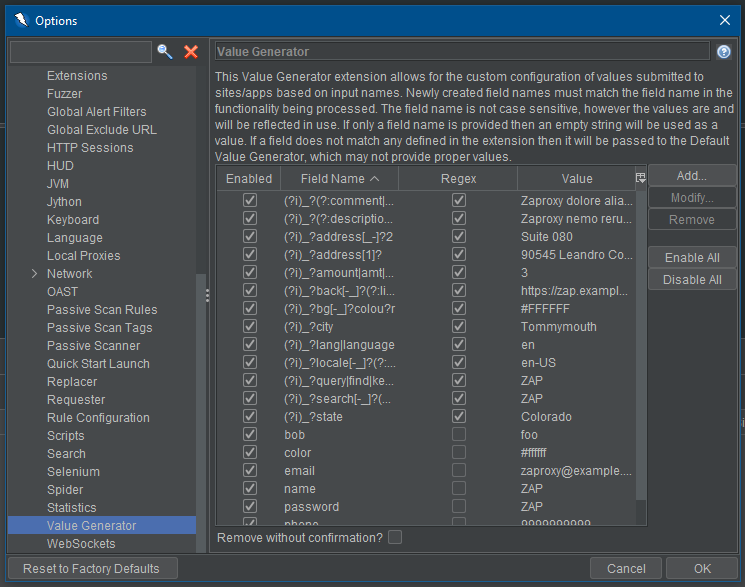 Options
Extensions
Fuzzer
Global Alert Filters
Global Exclude URL
HTTP Sessions
HUD
JVM
Jython
Keyboard
Language
Local Proxies
Network
OAST
Passive Scan Rules
Passive Scan Tags
Passive Scanner
Quick Start Launch
Replacer
Requester
Rule Configuration
Scripts
Search
Selenium
Spider
Statistics
Value Generator
WebSockets
Value Generator
This Value Generator extension allows for the custom configuration of values submitted to
sites/apps based on input names. Newly created field names must match the field name in the
functionality being processed. The field name is not case sensitive, however the values are and
will be reflected in use. If only a field name is provided then an empty string will be used as a
value. If a field does not match any defined in the extension then it will be passed to the Default
Value Generator, which may not provide proper values.
Enabled Field Name Regex Value
(?i)_?(?:comment|... Zaproxy dolore alia...
(?i)_?(?:descriptio... Zaproxy nemo reru...
(?i)_?address[_-]?2 Suite 080
(?i)_?address[1]? 90545 Leandro Co...
(?i)_?amount|amt|... 3
(?i)_?back[-_]?(?:li... https://zap.exampl...
(?i)_?bg[-_]?colou?r #FFFFFF
(?i)_?city Tommymouth
(?i)_?lang|language en
(?i)_?locale[-_]?(?:... en-US
(?i)_?query|find|ke... ZAP
(?i)_?search[-_]?(... ZAP
(?i)_?state Colorado
bob foo
color #ffffff
email zaproxy@example....
name ZAP
password ZAP
phone 9999999999
Add...
Modify...
Remove
Enable All
Disable All
Remove without confirmation?
Reset to Factory Defaults
Cancel
OK